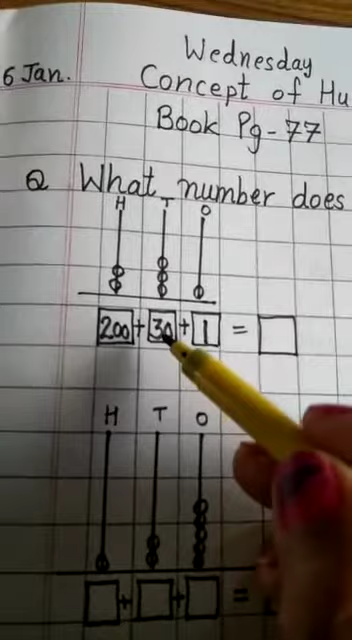 Wednesday
6 Jan.
Concept of Hu
Book Pg-77
Q What number does
H T O
200 + 30 + 1 =
H T O
+ + =